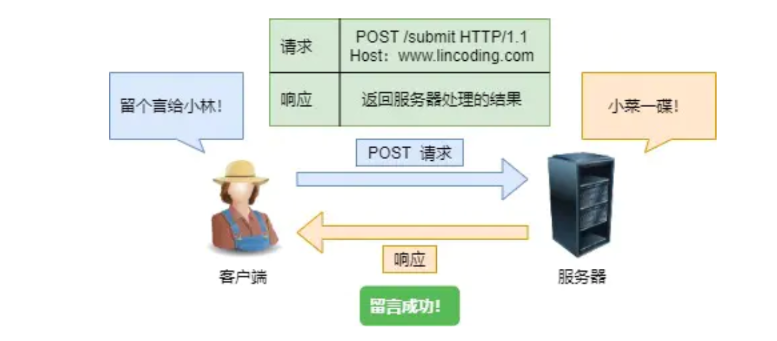 请求
POST /submit HTTP/1.1
Host：www.lincoding.com
响应
返回服务器处理的结果
留个言给小林！
小菜一碟！
POST 请求
响应
客户端
服务器
留言成功！